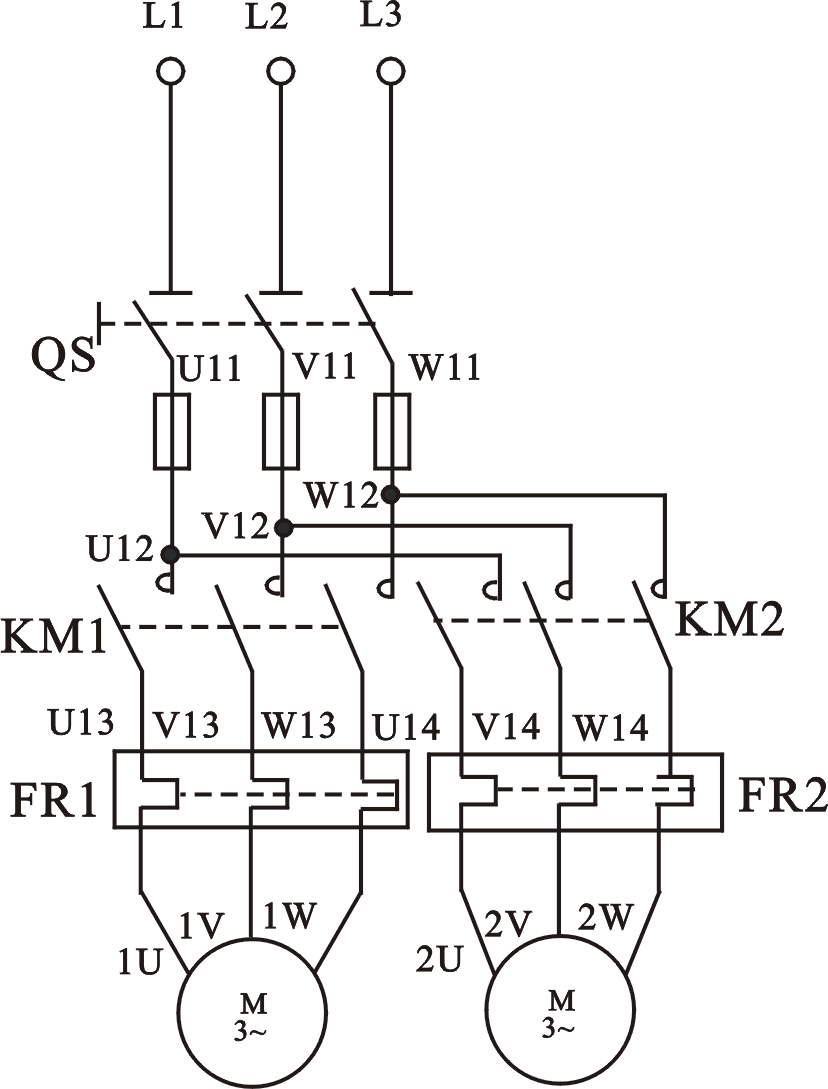 L1 L2 L3
QS
U11 V11 W11
W12
V12
U12
KM1 KM2
U13 V13 W13 U14 V14 W14
FR1 FR2
1V 1W 2V 2W
1U 2U
M M
3~ 3~